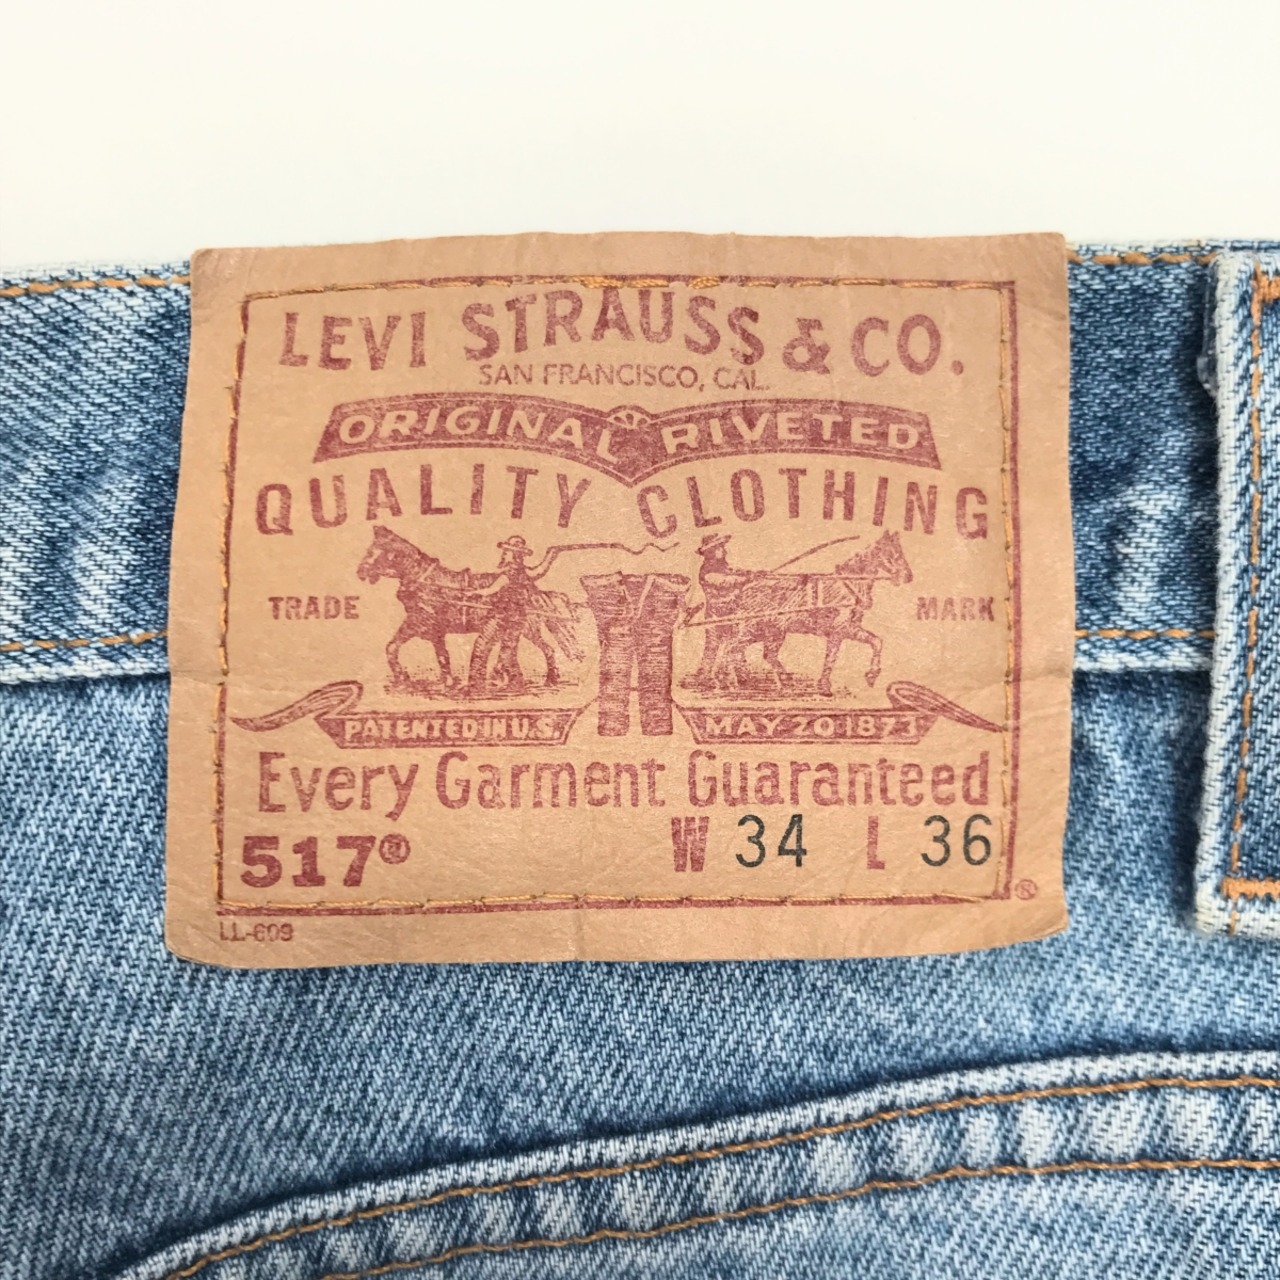 LEVI STRAUSS & CO.
SAN FRANCISCO, CAL.
ORIGINAL RIVETED
QUALITY CLOTHING
TRADE MARK
PATENTED IN U.S. MAY 20 1873
Every Garment Guaranteed
517® W 34 L 36
®
LL-609